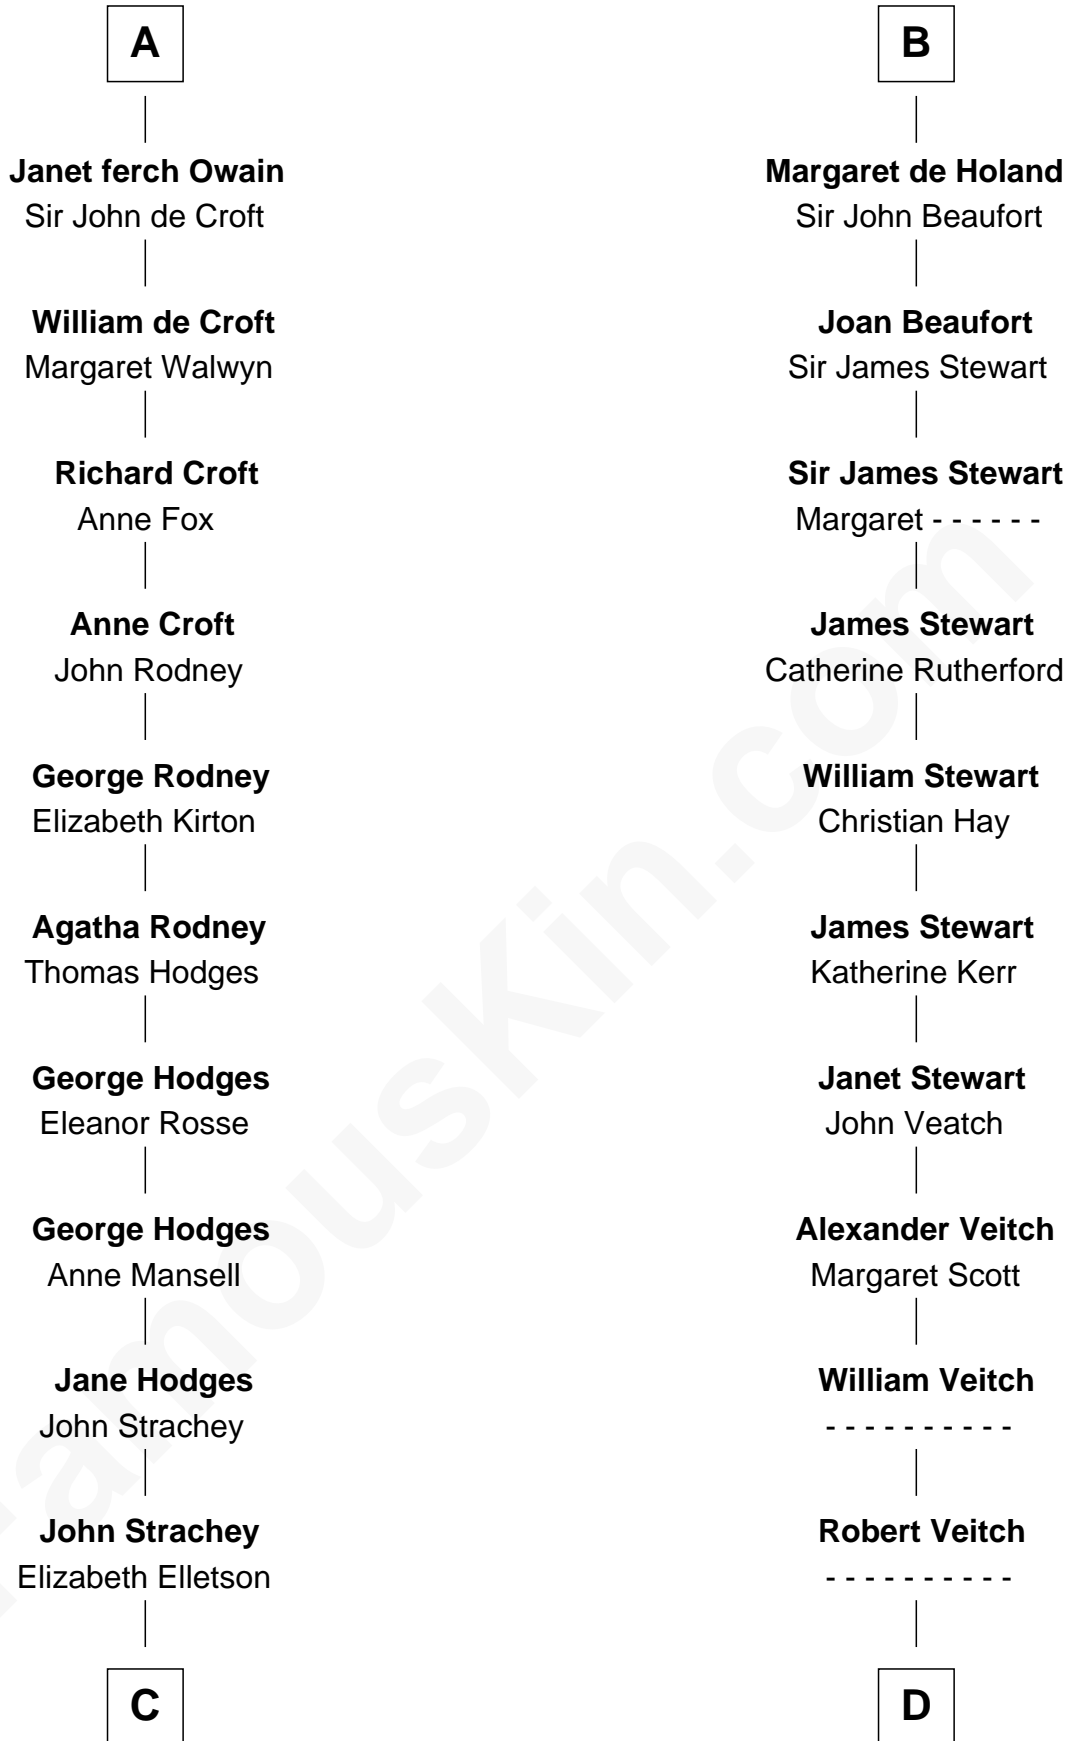 A
Janet ferch Owain
Sir John de Croft
William de Croft
Margaret Walwyn
Richard Croft
Anne Fox
Anne Croft
John Rodney
George Rodney
Elizabeth Kirton
Agatha Rodney
Thomas Hodges
George Hodges
Eleanor Rosse
George Hodges
Anne Mansell
Jane Hodges
John Strachey
John Strachey
Elizabeth Elletson
C
B
Margaret de Holand
Sir John Beaufort
Joan Beaufort
Sir James Stewart
Sir James Stewart
Margaret - - - - - -
James Stewart
Catherine Rutherford
William Stewart
Christian Hay
James Stewart
Katherine Kerr
Janet Stewart
John Veatch
Alexander Veitch
Margaret Scott
William Veitch
- - - - - - - - - -
Robert Veitch
- - - - - - - - - -
D
FamousKin.com